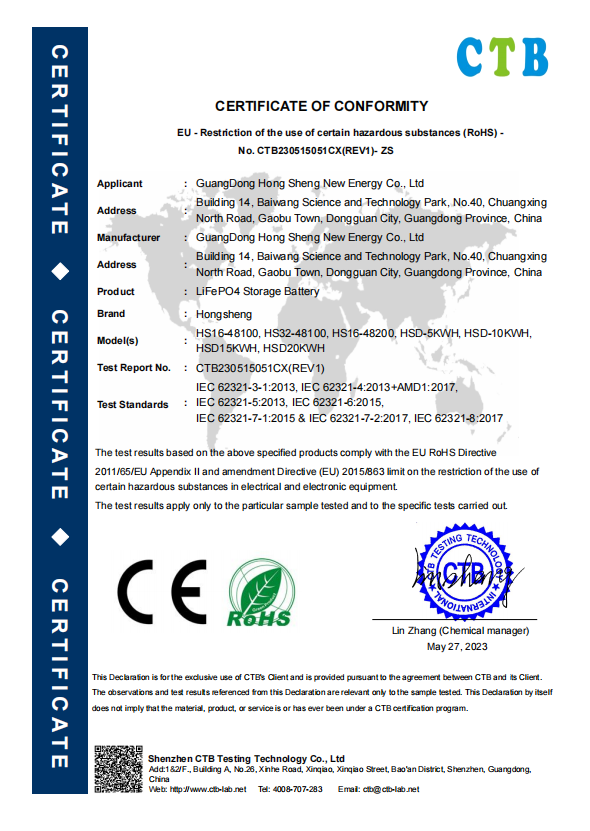 CERTIFICATE ◆ CERTIFICATE ◆ CERTIFICATE
CTB
CERTIFICATE OF CONFORMITY
EU - Restriction of the use of certain hazardous substances (RoHS) -
No. CTB230515051CX(REV1)- ZS
Applicant : GuangDong Hong Sheng New Energy Co., Ltd
Address : Building 14, Baiwang Science and Technology Park, No.40, Chuangxin
North Road, Gaobu Town, Dongguan City, Guangdong Province, China
Manufacturer : GuangDong Hong Sheng New Energy Co., Ltd
Address : Building 14, Baiwang Science and Technology Park, No.40, Chuangxing
North Road, Gaobu Town, Dongguan City, Guangdong Province, China
Product : LiFePO4 Storage Battery
Brand : Hongsheng
Model(s) : HS16-48100, HS32-48100, HS16-48200, HSD-5KWH, HSD-10KWH,
HSD15KWH, HSD20KWH
Test Report No. : CTB230515051CX(REV1)
Test Standards : IEC 62321-3-1:2013, IEC 62321-4:2013+AMD1:2017,
IEC 62321-5:2013, IEC 62321-6:2015,
IEC 62321-7-1:2015 & IEC 62321-7-2:2017, IEC 62321-8:2017
The test results based on the above specified products comply with the EU RoHS Directive
2011/65/EU Appendix II and amendment Directive (EU) 2015/863 limit on the restriction of the use of
certain hazardous substances in electrical and electronic equipment.
The test results apply only to the particular sample tested and to the specific tests carried out.
CE
Green Product
RoHS
CTB TESTING TECHNOLOGY
CTB
INTERNATIONAL
Lin Zhang (Chemical manager)
May 27, 2023
This Declaration is for the exclusive use of CTB's Client and is provided pursuant to the agreement between CTB and its Client.
The observations and test results referenced from this Declaration are relevant only to the sample tested. This Declaration by itself
does not imply that the material, product, or service is or has ever been under a CTB certification program.
Shenzhen CTB Testing Technology Co., Ltd
Add:1&2/F., Building A, No.26, Xinhe Road, Xinqiao, Xinqiao Street, Bao'an District, Shenzhen, Guangdong,
China
Web: http://www.ctb-lab.net Tel: 4008-707-283 Email: ctb@ctb-lab.net